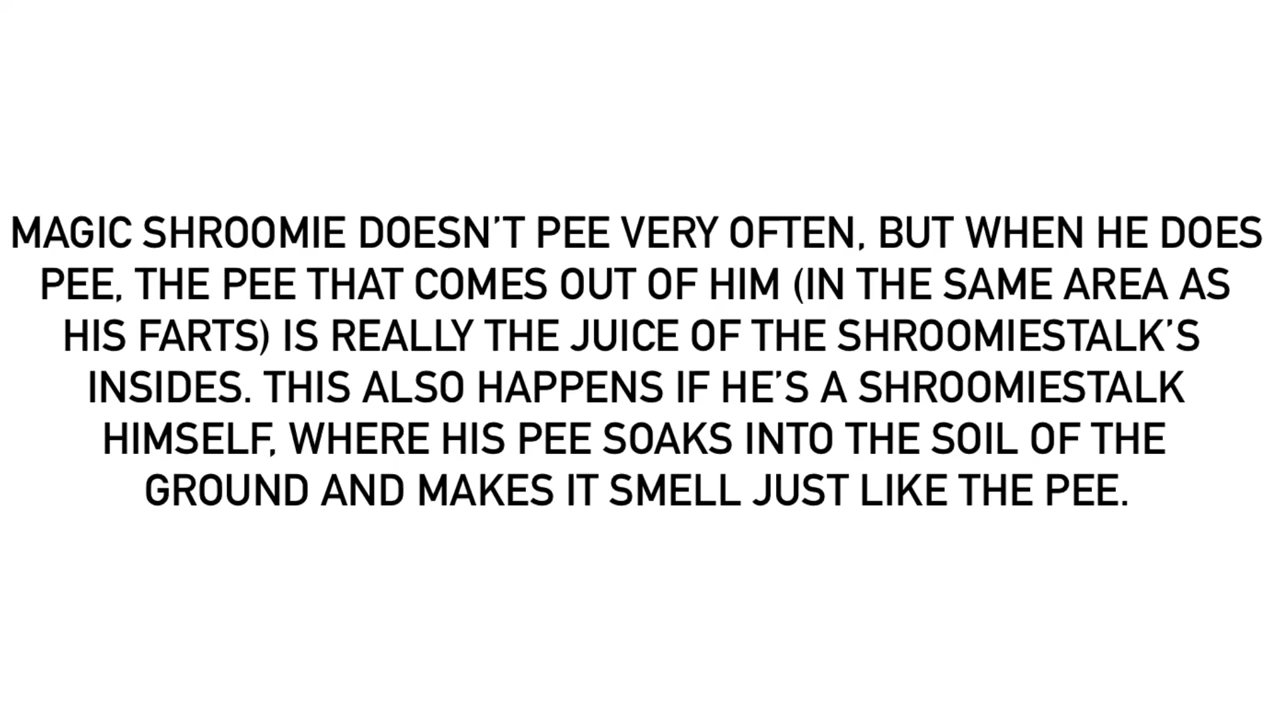 MAGIC SHROOMIE DOESN’T PEE VERY OFTEN, BUT WHEN HE DOES
PEE, THE PEE THAT COMES OUT OF HIM (IN THE SAME AREA AS
HIS FARTS) IS REALLY THE JUICE OF THE SHROOMIESTALK’S
INSIDES. THIS ALSO HAPPENS IF HE’S A SHROOMIESTALK
HIMSELF, WHERE HIS PEE SOAKS INTO THE SOIL OF THE
GROUND AND MAKES IT SMELL JUST LIKE THE PEE.